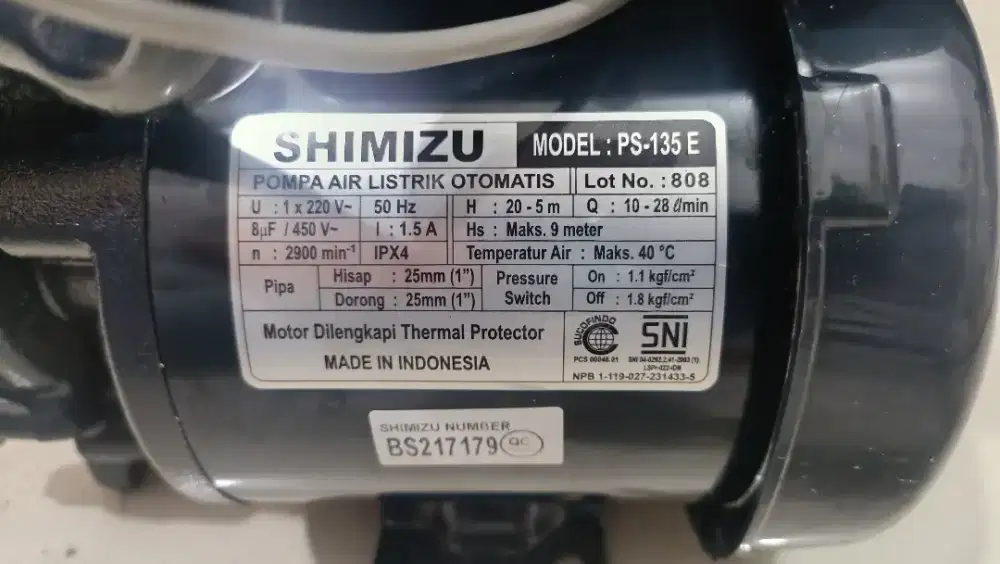 SHIMIZU MODEL : PS-135 E
POMPA AIR LISTRIK OTOMATIS Lot No. : 808
U : 1 x 220 V~ 50 Hz H : 20 - 5 m Q : 10 - 28 ℓ/min
8µF / 450 V~ I : 1.5 A Hs : Maks. 9 meter
n : 2900 min⁻¹ IPX4 Temperatur Air : Maks. 40 °C
Pipa Hisap : 25mm (1") Pressure Switch On : 1.1 kgf/cm²
Dorong : 25mm (1") Off : 1.8 kgf/cm²
Motor Dilengkapi Thermal Protector
MADE IN INDONESIA
SUCOFINDO SNI
NPB 1-119-027-231433-5
SHIMIZU NUMBER
BS217179 QC